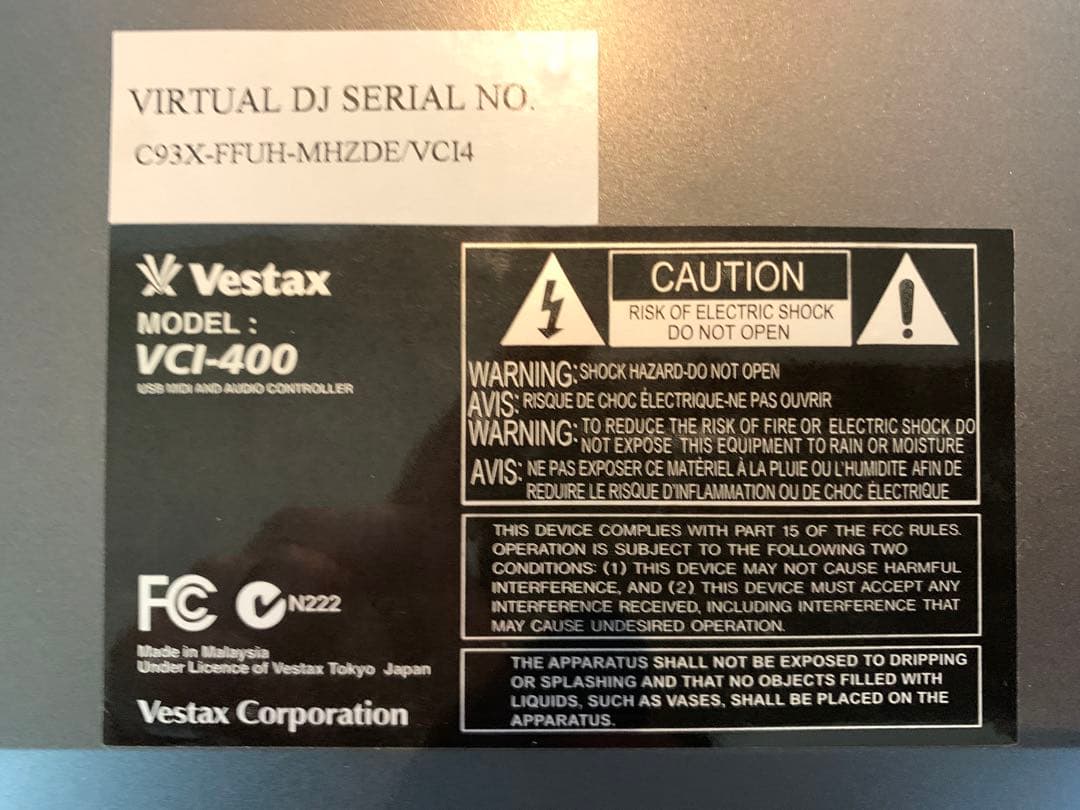 VIRTUAL DJ SERIAL NO.
C93X-FFUH-MHZDE/VCI4
Vestax
MODEL :
VCI-400
USB MIDI AND AUDIO CONTROLLER
FC N222
Made in Malaysia
Under Licence of Vestax Tokyo Japan
Vestax Corporation
CAUTION
RISK OF ELECTRIC SHOCK
DO NOT OPEN
WARNING: SHOCK HAZARD-DO NOT OPEN
AVIS: RISQUE DE CHOC ÉLECTRIQUE-NE PAS OUVRIR
WARNING: TO REDUCE THE RISK OF FIRE OR ELECTRIC SHOCK DO
NOT EXPOSE THIS EQUIPMENT TO RAIN OR MOISTURE
AVIS: NE PAS EXPOSER CE MATÉRIEL À LA PLUIE OU L'HUMIDITE AFIN DE
REDUIRE LE RISQUE D'INFLAMMATION OU DE CHOC ÉLECTRIQUE
THIS DEVICE COMPLIES WITH PART 15 OF THE FCC RULES.
OPERATION IS SUBJECT TO THE FOLLOWING TWO
CONDITIONS: (1) THIS DEVICE MAY NOT CAUSE HARMFUL
INTERFERENCE, AND (2) THIS DEVICE MUST ACCEPT ANY
INTERFERENCE RECEIVED, INCLUDING INTERFERENCE THAT
MAY CAUSE UNDESIRED OPERATION.
THE APPARATUS SHALL NOT BE EXPOSED TO DRIPPING
OR SPLASHING AND THAT NO OBJECTS FILLED WITH
LIQUIDS, SUCH AS VASES, SHALL BE PLACED ON THE
APPARATUS.